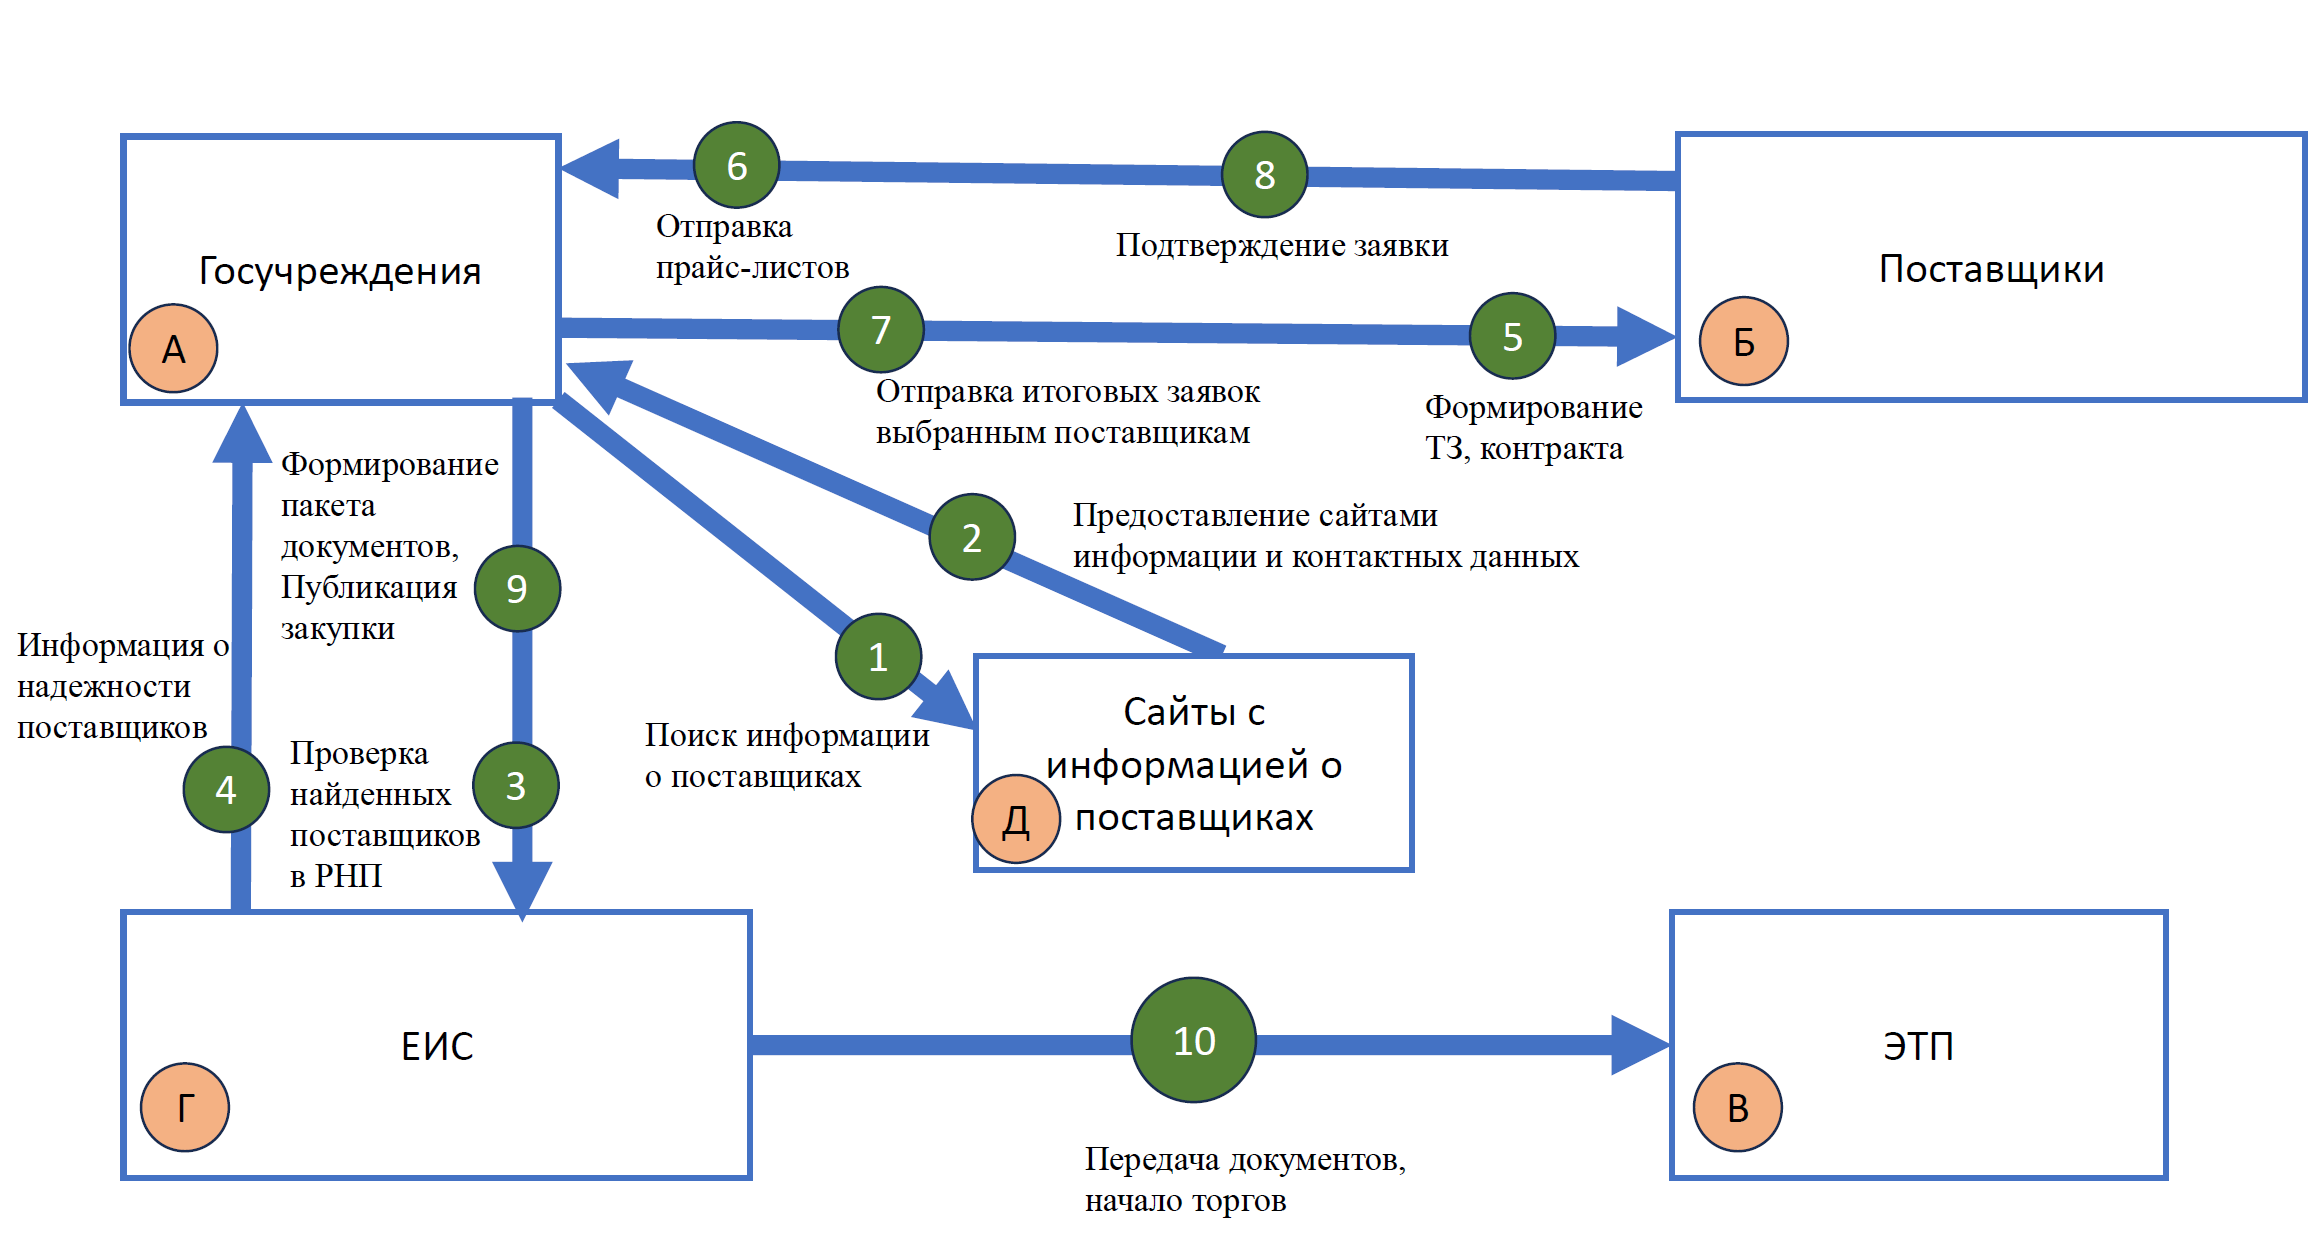 6
8
Отправка
прайс-листов
Подтверждение заявки
Госучреждения
А
Поставщики
Б
7
5
Отправка итоговых заявок
выбранным поставщикам
Формирование
ТЗ, контракта
Формирование
пакета
документов,
Публикация
закупки
9
2
Предоставление сайтами
информации и контактных данных
Информация о
надежности
поставщиков
4
Проверка
найденных
поставщиков
в РНП
3
1
Поиск информации
о поставщиках
Сайты с
информацией о
поставщиках
Д
ЕИС
Г
10
Передача документов,
начало торгов
ЭТП
В